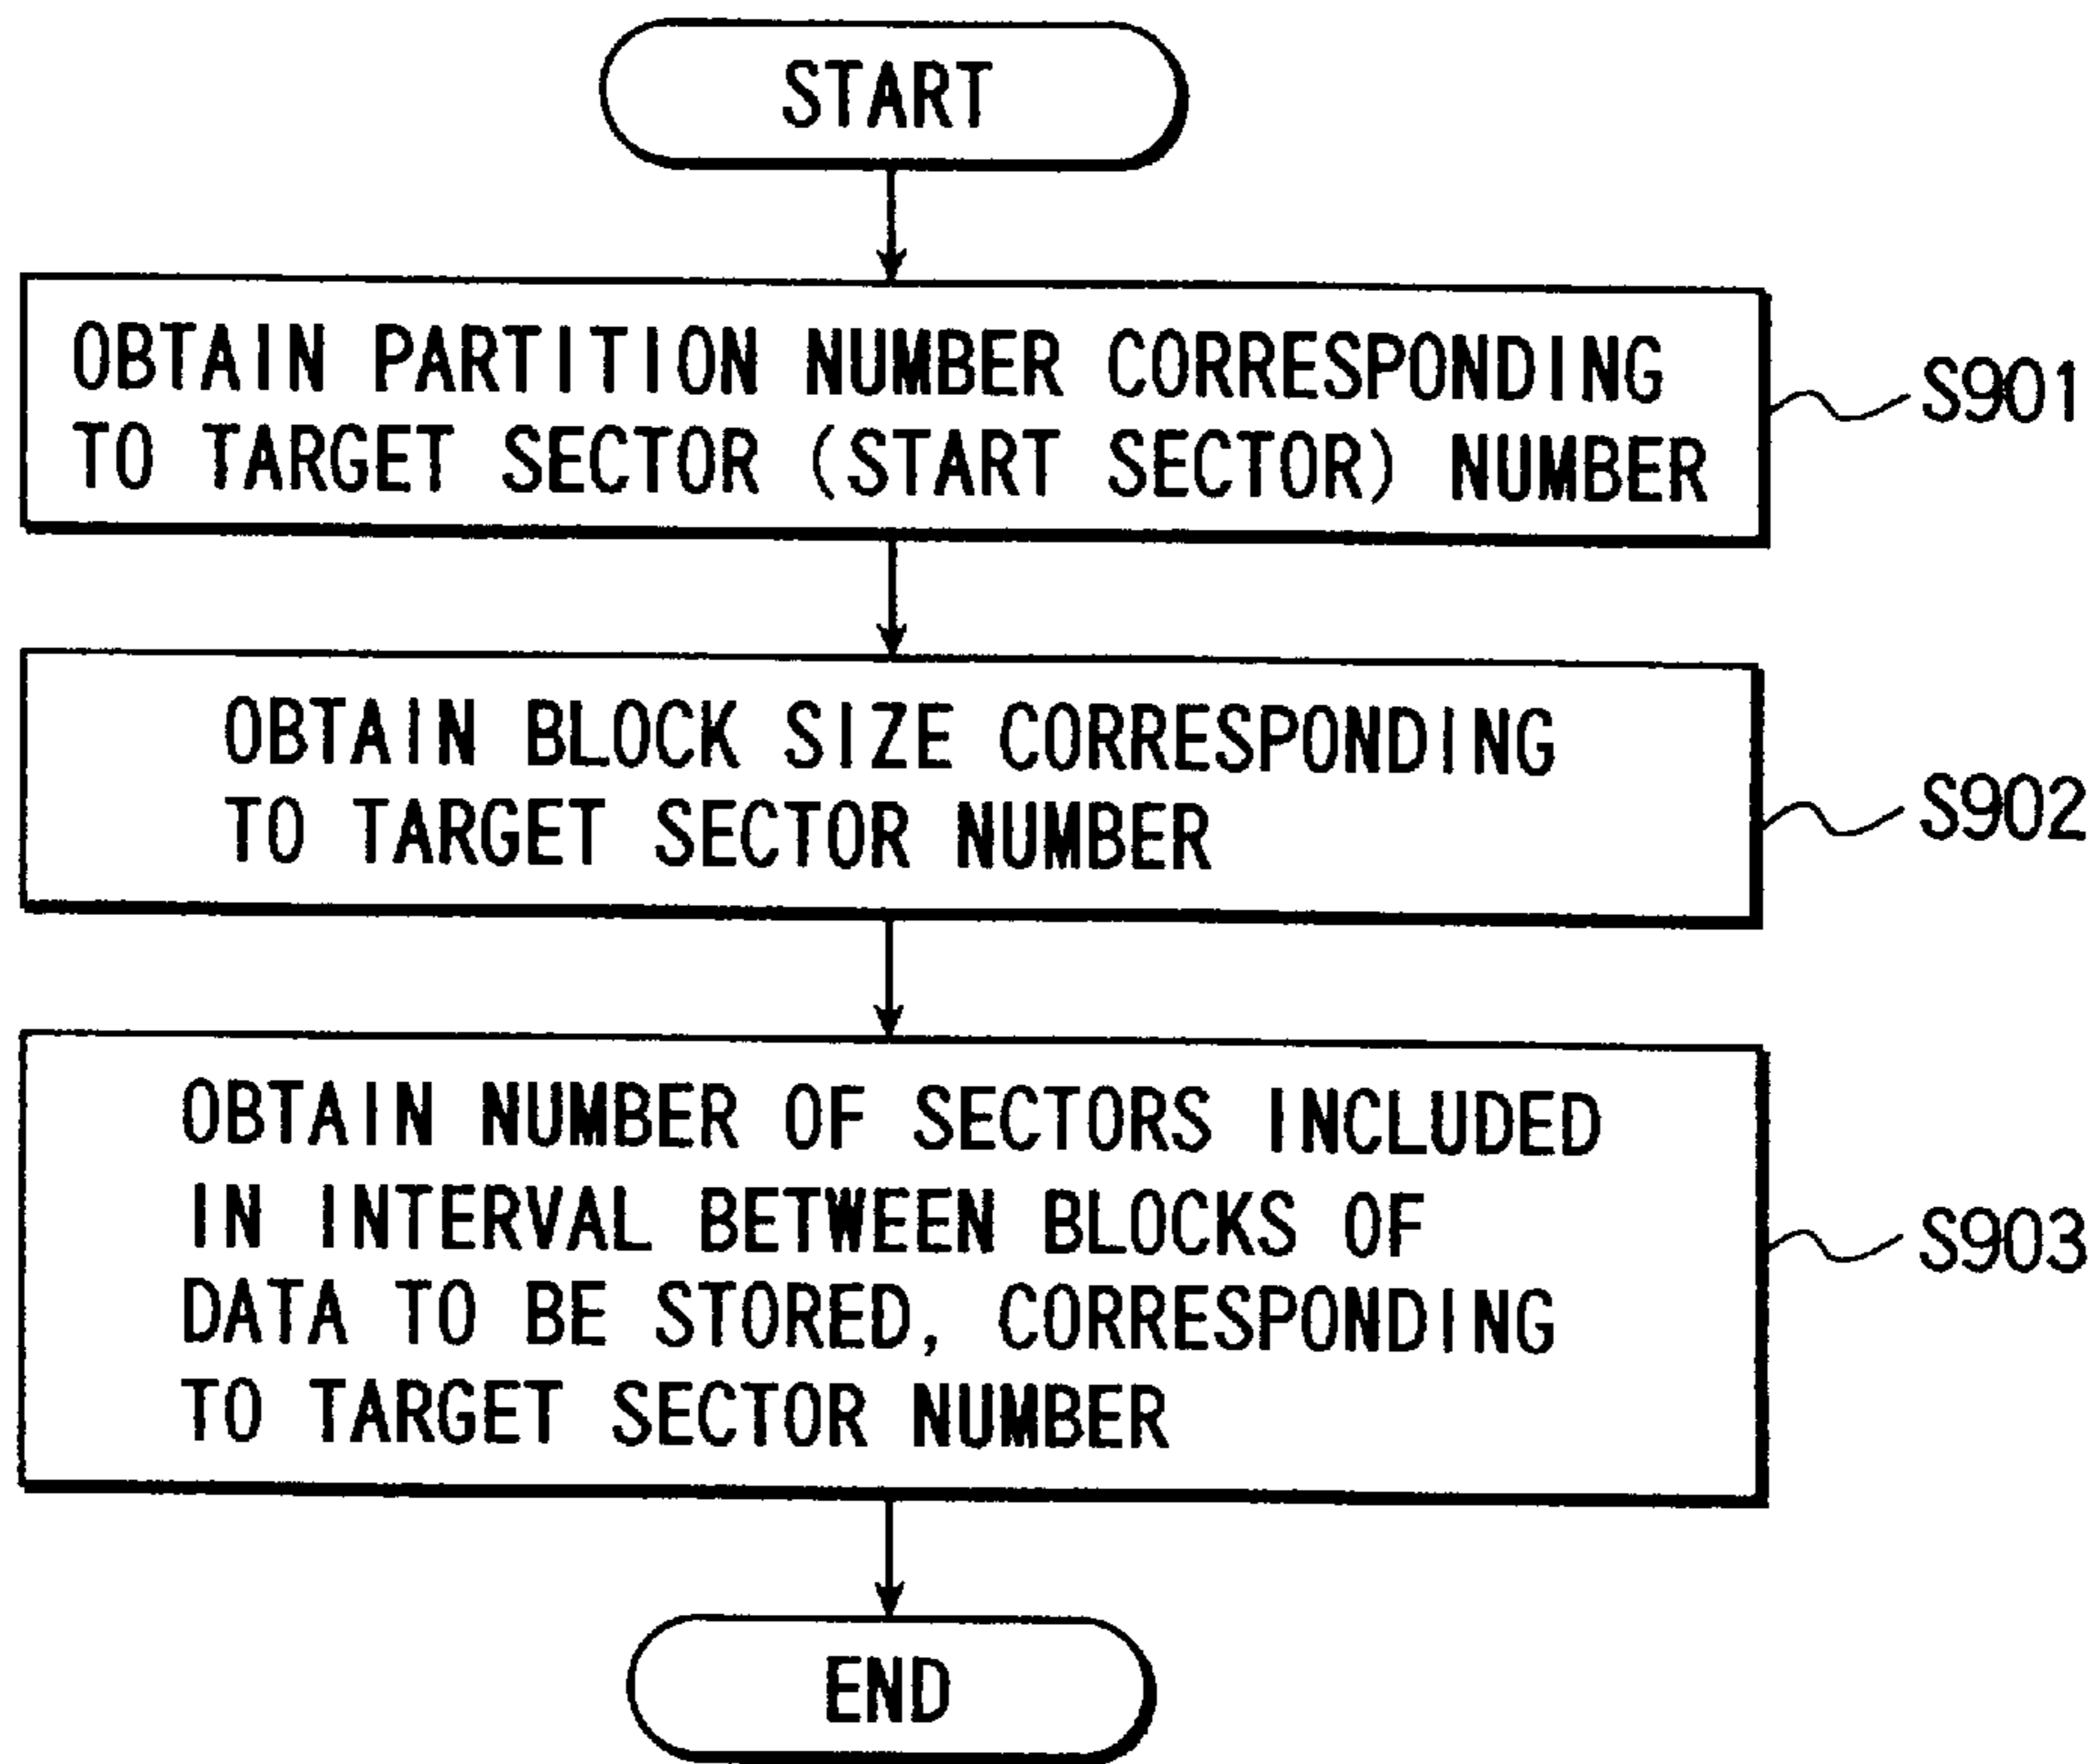 START
OBTAIN PARTITION NUMBER CORRESPONDING
TO TARGET SECTOR (START SECTOR) NUMBER
S901
OBTAIN BLOCK SIZE CORRESPONDING
TO TARGET SECTOR NUMBER
S902
OBTAIN NUMBER OF SECTORS INCLUDED
IN INTERVAL BETWEEN BLOCKS OF
DATA TO BE STORED, CORRESPONDING
TO TARGET SECTOR NUMBER
S903
END